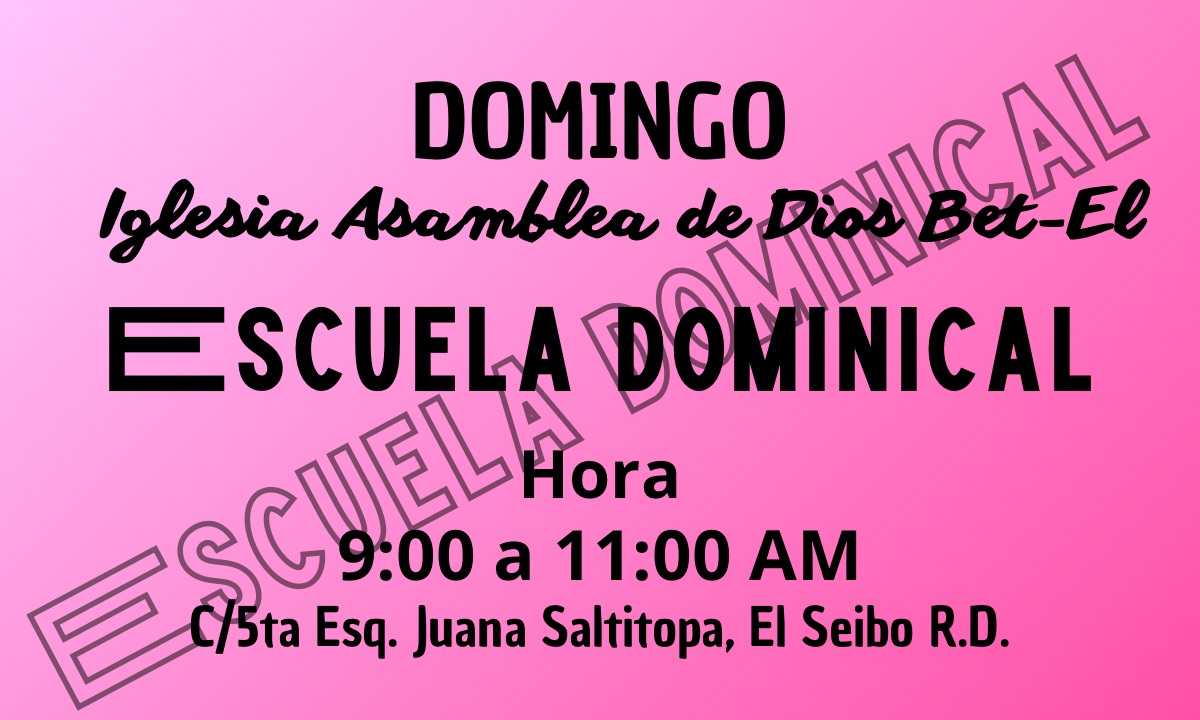 DOMINGO
Iglesia Asamblea de Dios Bet-El
ESCUELA DOMINICAL
ESCUELA DOMINICAL
Hora
9:00 a 11:00 AM
C/5ta Esq. Juana Saltitopa, El Seibo R.D.